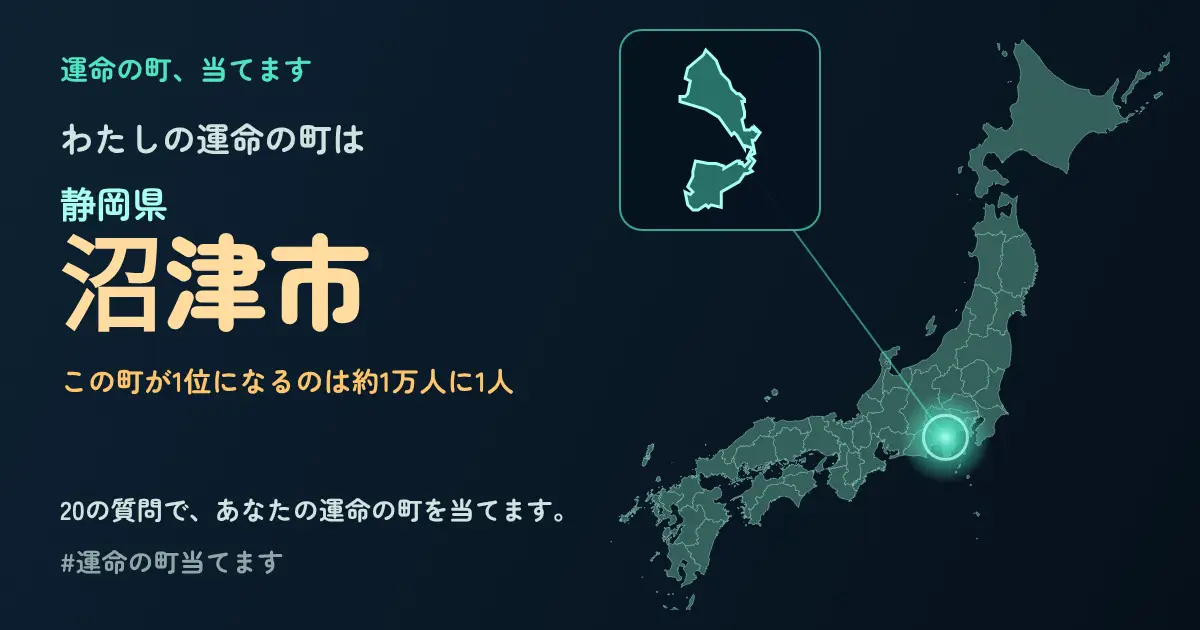 運命の町、当てます
わたしの運命の町は
静岡県
沼津市
この町が1位になるのは約1万人に1人
20の質問で、あなたの運命の町を当てます。
#運命の町当てます